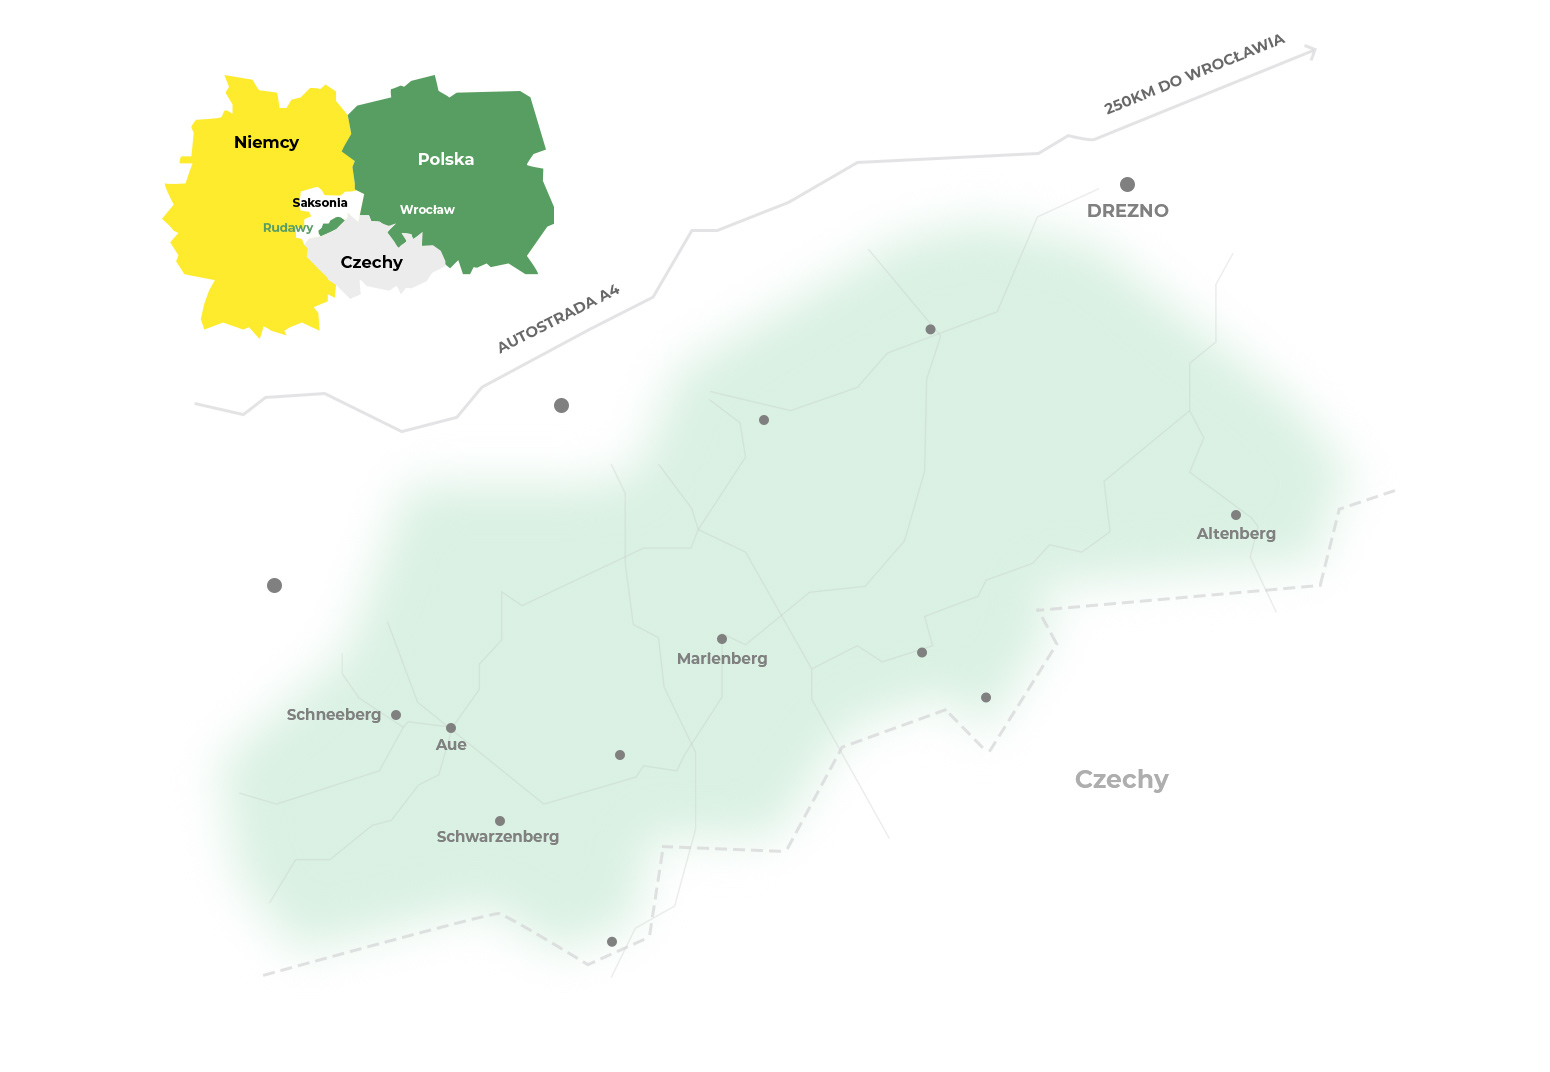 250KM DO WROCŁAWIA
Niemcy
Polska
DREZNO
Saksonia
Wrocław
Rudawy
Czechy
AUTOSTRADA A4
Altenberg
Marienberg
Schneeberg
Aue
Czechy
Schwarzenberg